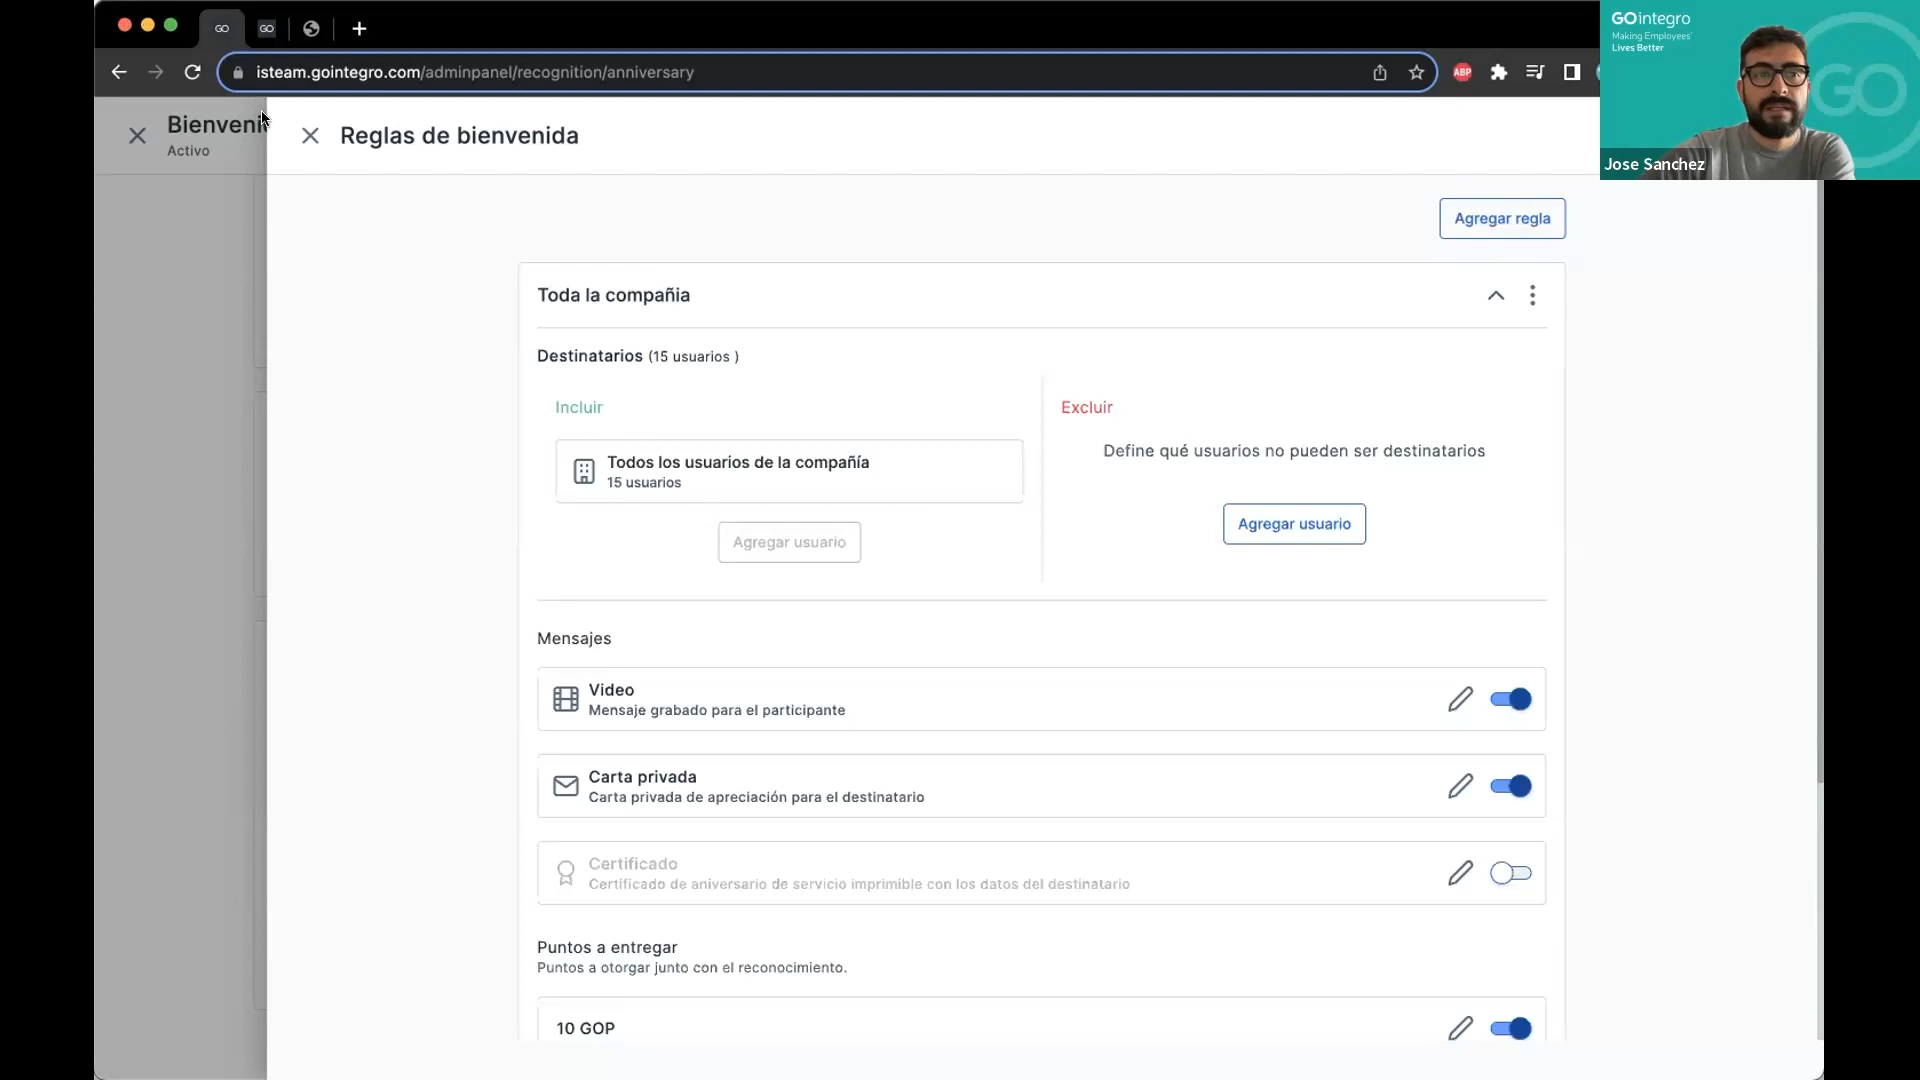 GO
GO
isteam.gointegro.com/adminpanel/recognition/anniversary
ABP
GOintegro
Making Employees'
Lives Better
GO
Jose Sanchez
Bienveni
Activo
Reglas de bienvenida
Agregar regla
Toda la compañia
Destinatarios (15 usuarios )
Incluir
Excluir
Todos los usuarios de la compañía
15 usuarios
Define qué usuarios no pueden ser destinatarios
Agregar usuario
Agregar usuario
Mensajes
Video
Mensaje grabado para el participante
Carta privada
Carta privada de apreciación para el destinatario
Certificado
Certificado de aniversario de servicio imprimible con los datos del destinatario
Puntos a entregar
Puntos a otorgar junto con el reconocimiento.
10 GOP